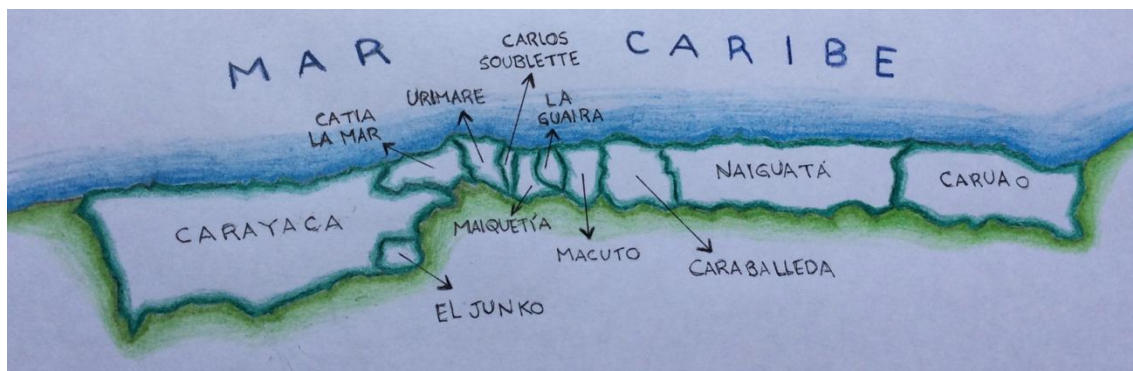 MAR CARIBE
CARLOS
SOUBLETTE
URIMARE
LA
GUAIRA
CATIA
LA MAR
NAIGUATÁ
CARUAO
CARAYACA
MAIQUETÍA
MACUTO
CARABALLEDA
EL JUNKO